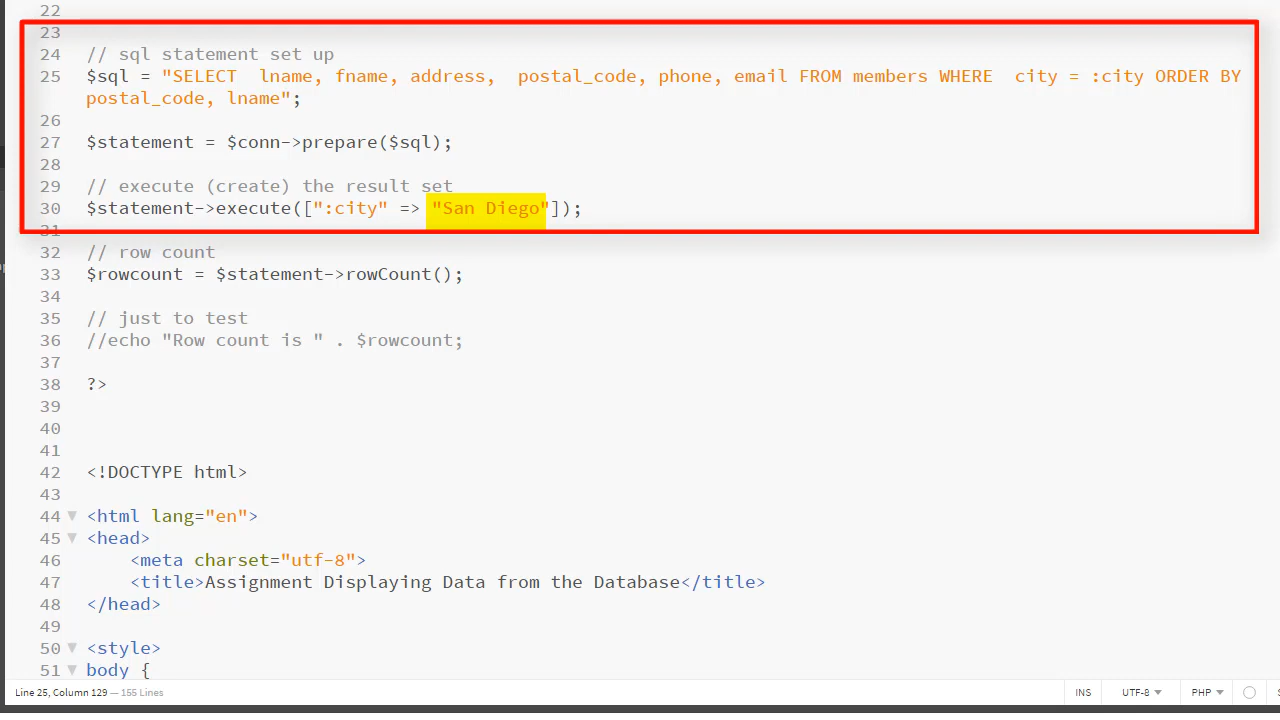 22
23
24 // sql statement set up
25 $sql = "SELECT  lname, fname, address,  postal_code, phone, email FROM members WHERE  city = :city ORDER BY
postal_code, lname";
26
27 $statement = $conn->prepare($sql);
28
29 // execute (create) the result set
30 $statement->execute([":city" => "San Diego"]);
31
32 // row count
33 $rowcount = $statement->rowCount();
34
35 // just to test
36 //echo "Row count is " . $rowcount;
37
38 ?>
39
40
41
42 <!DOCTYPE html>
43
44 <html lang="en">
45 <head>
46     <meta charset="utf-8">
47     <title>Assignment Displaying Data from the Database</title>
48 </head>
49
50 <style>
51 body {
Line 25, Column 129 — 155 Lines INS UTF-8 PHP